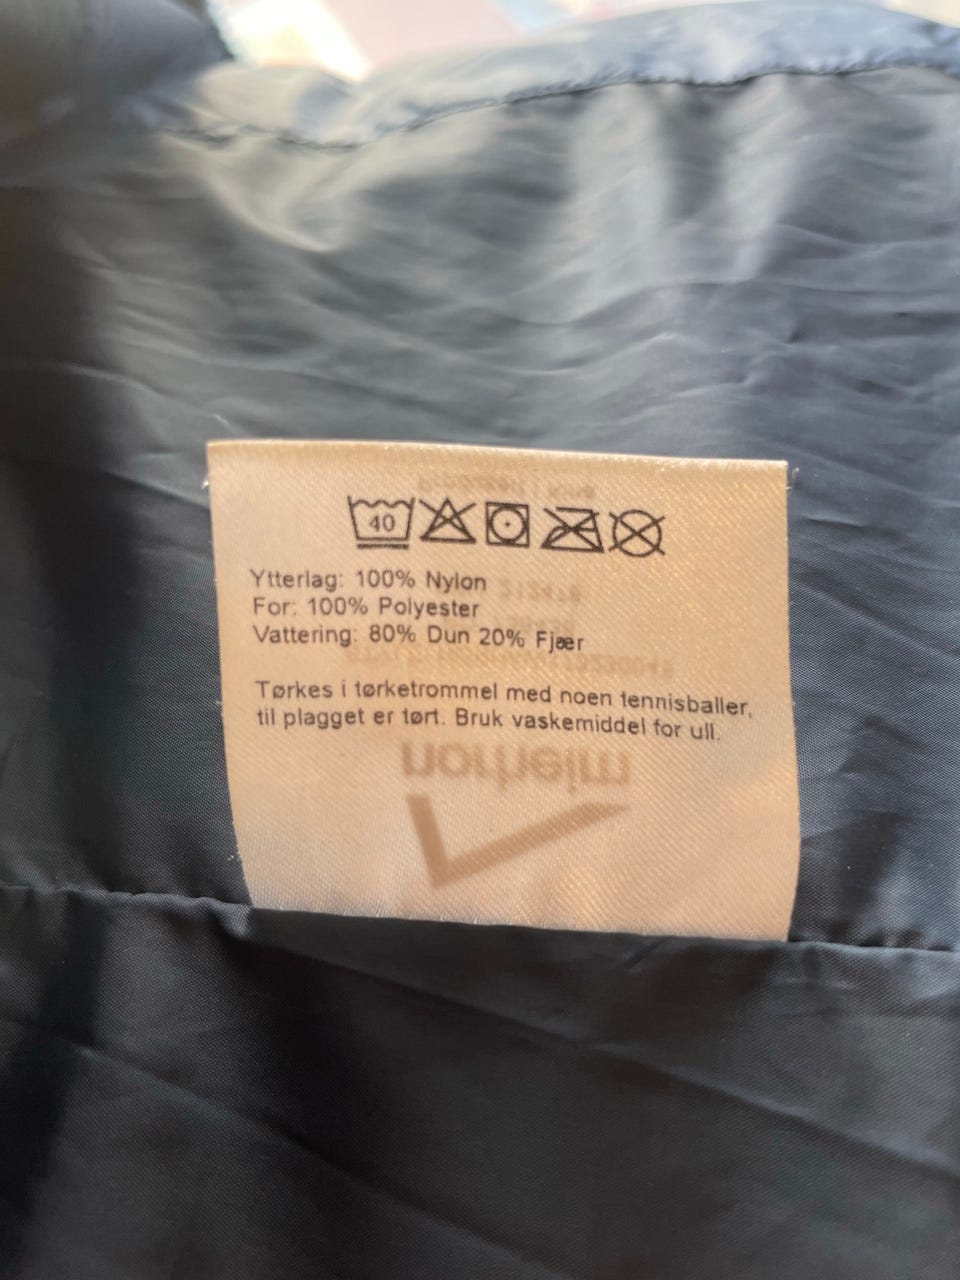 40
Ytterlag: 100% Nylon
For: 100% Polyester
Vattering: 80% Dun 20% Fjær
Tørkes i tørketrommel med noen tennisballer,
til plagget er tørt. Bruk vaskemiddel for ull.
norheim